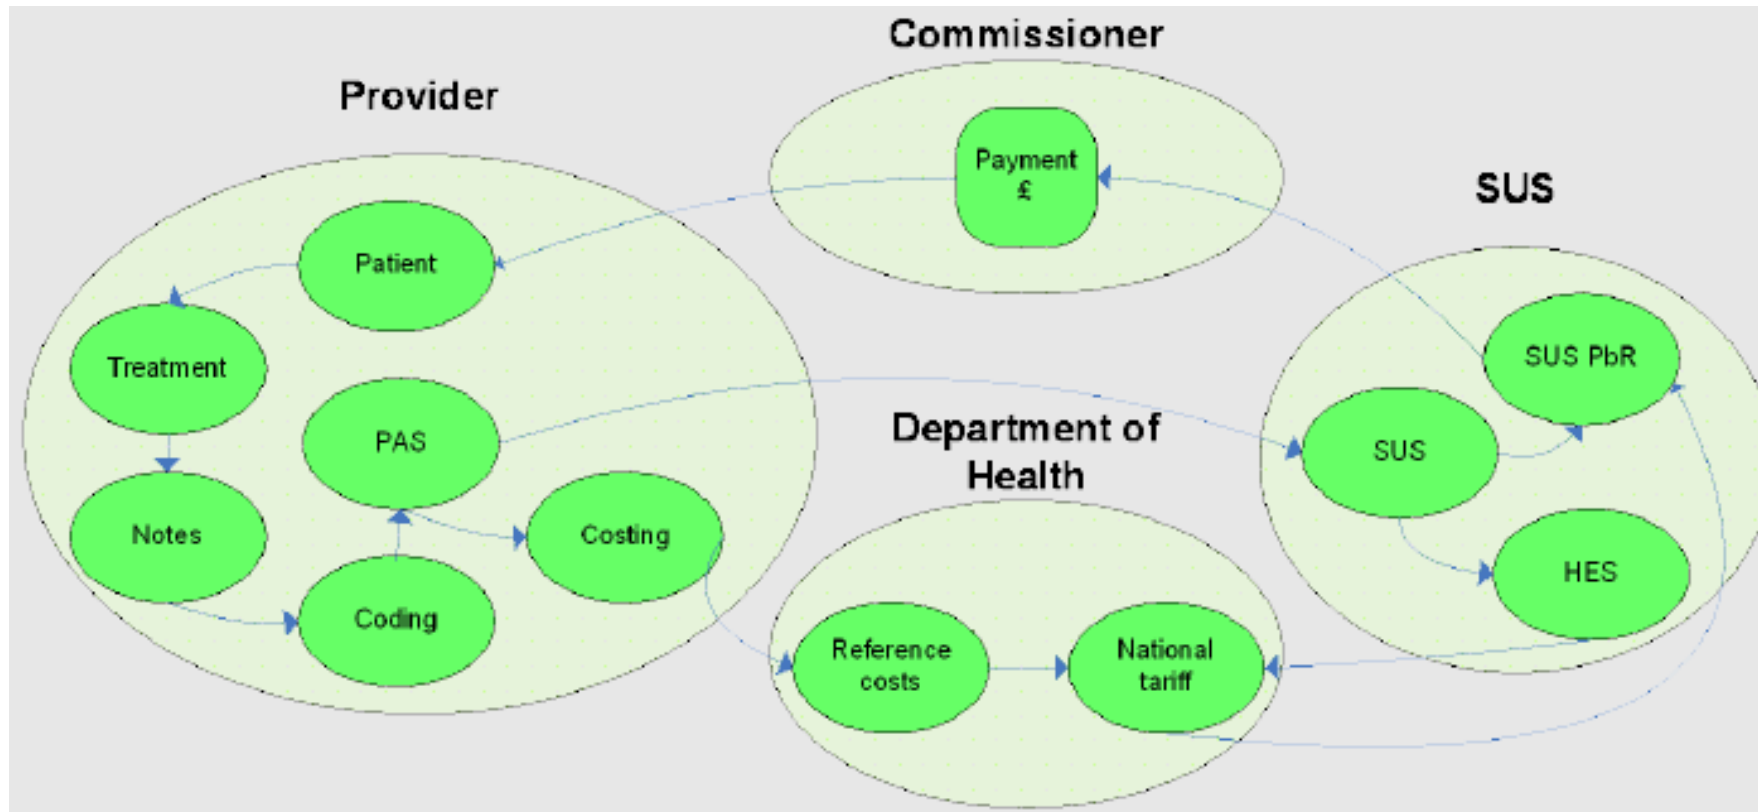 Commissioner
Provider
Payment
£
SUS
Patient
Treatment
SUS PbR
PAS
Department of
Health
SUS
Notes
Costing
HES
Coding
Reference
costs
National
tariff